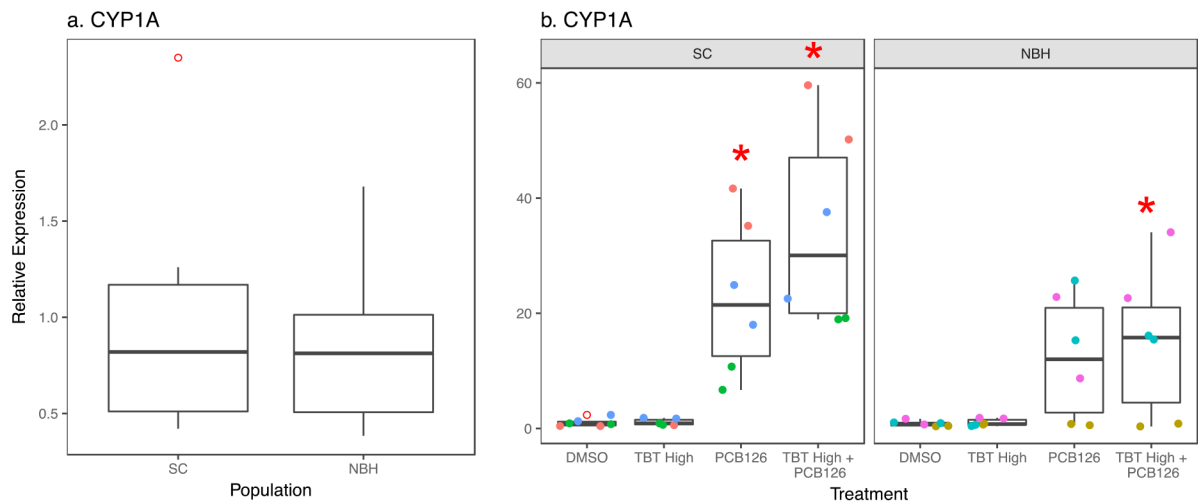 a. CYP1A
Relative Expression
2.0
1.5
1.0
0.5
SC
NBH
Population
b. CYP1A
SC
NBH
*
*
*
60
40
20
0
DMSO
TBT High
PCB126
TBT High +
PCB126
DMSO
TBT High
PCB126
TBT High +
PCB126
Treatment